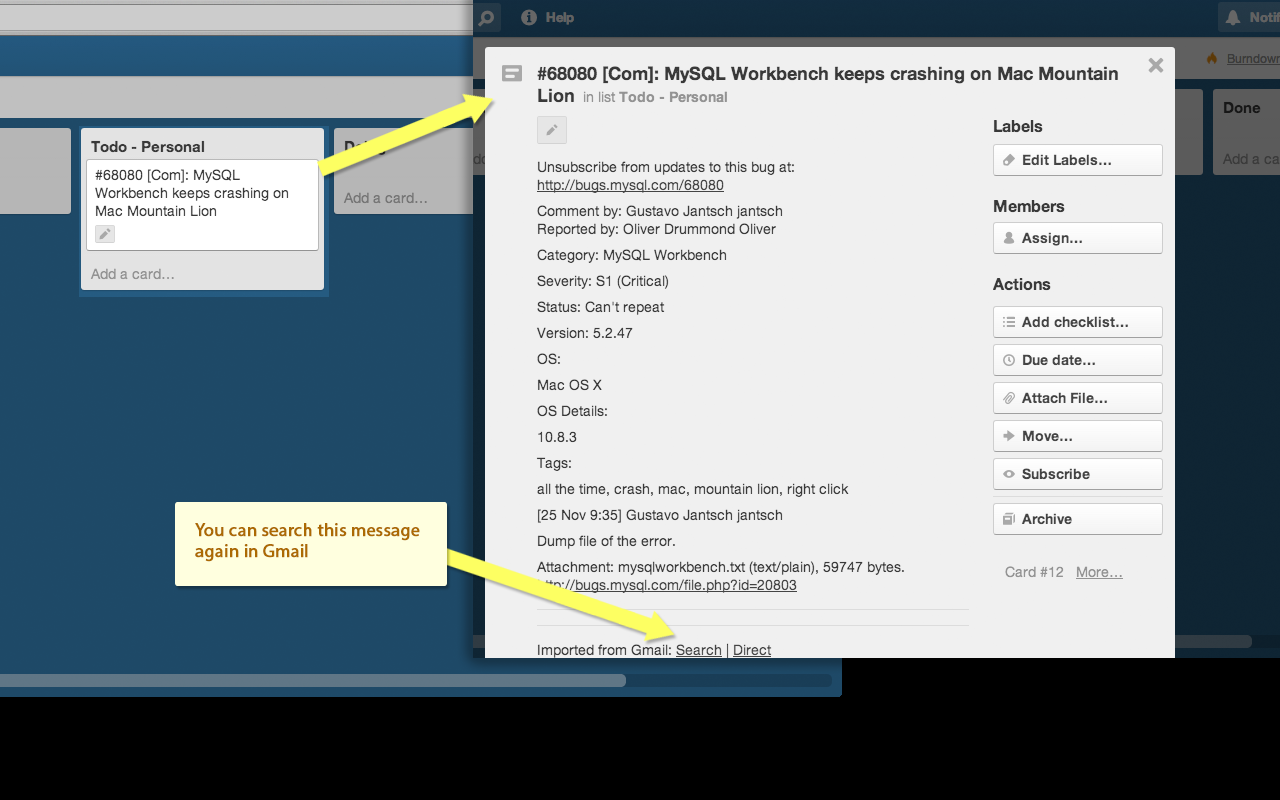 Help
Notifi
Burndown
Todo - Personal
#68080 [Com]: MySQL
Workbench keeps crashing on
Mac Mountain Lion
Add a card...
Add a card...
#68080 [Com]: MySQL Workbench keeps crashing on Mac Mountain
Lion in list Todo - Personal
Unsubscribe from updates to this bug at:
http://bugs.mysql.com/68080
Comment by: Gustavo Jantsch jantsch
Reported by: Oliver Drummond Oliver
Category: MySQL Workbench
Severity: S1 (Critical)
Status: Can't repeat
Version: 5.2.47
OS:
Mac OS X
OS Details:
10.8.3
Tags:
all the time, crash, mac, mountain lion, right click
[25 Nov 9:35] Gustavo Jantsch jantsch
Dump file of the error.
Attachment: mysqlworkbench.txt (text/plain), 59747 bytes.
http://bugs.mysql.com/file.php?id=20803
Imported from Gmail: Search | Direct
Labels
Edit Labels...
Members
Assign...
Actions
Add checklist...
Due date...
Attach File...
Move...
Subscribe
Archive
Card #12 More...
Done
Add a ca
You can search this message
again in Gmail